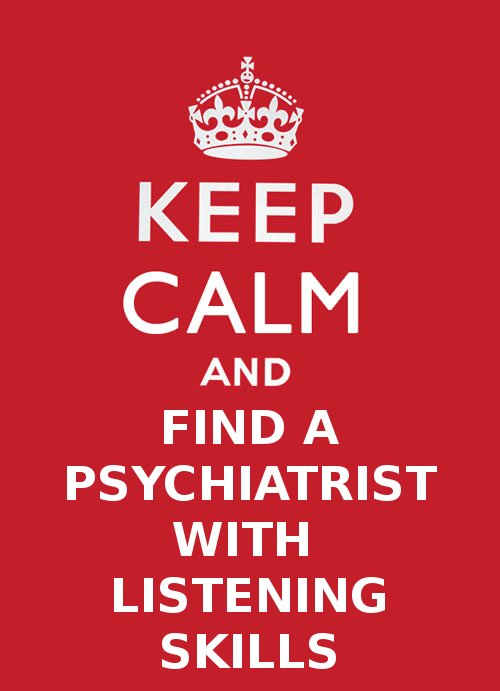 KEEP
CALM
AND
FIND A
PSYCHIATRIST
WITH
LISTENING
SKILLS